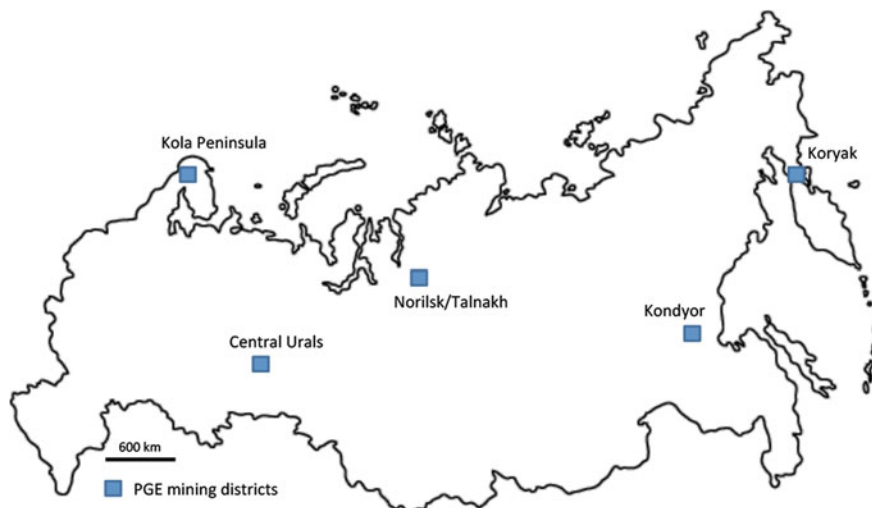 Kola Peninsula
Koryak
Norilsk/Talnakh
Kondyor
Central Urals
600 km
PGE mining districts